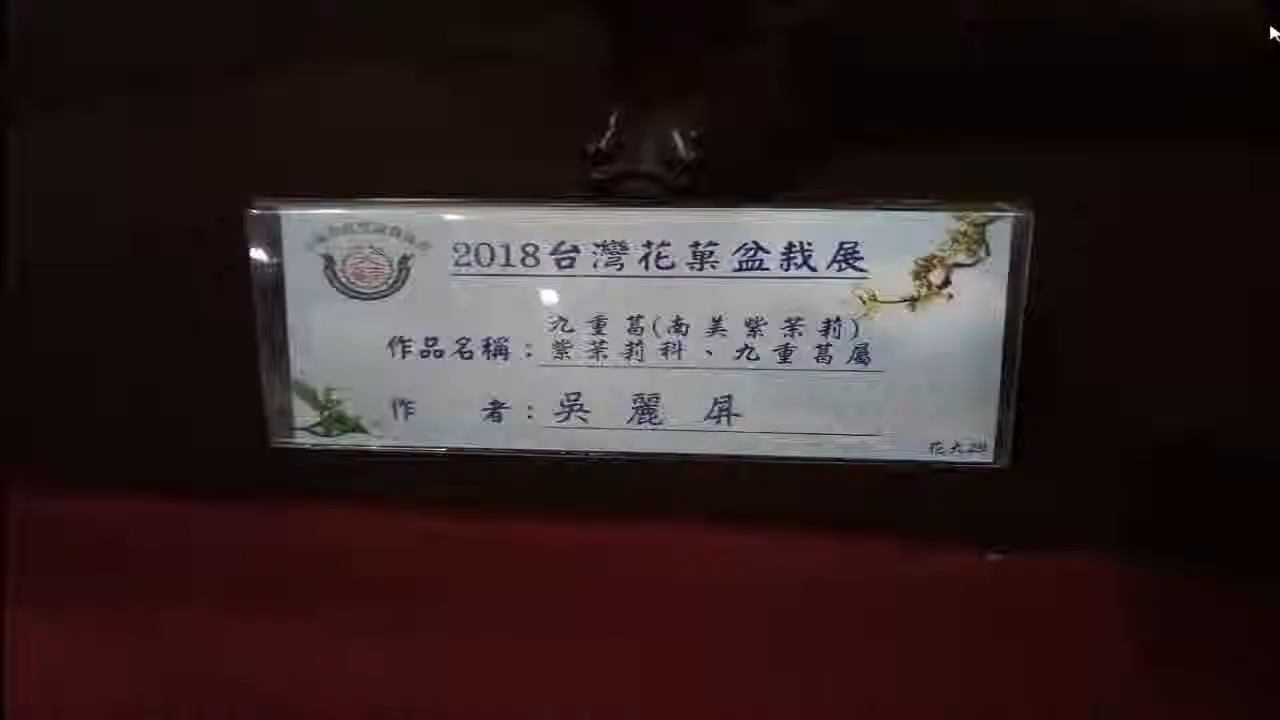 2018台灣花菓盆栽展
九重葛(南美紫茉莉)
作品名稱：紫茉莉科、九重葛屬
作　者：吳麗屏